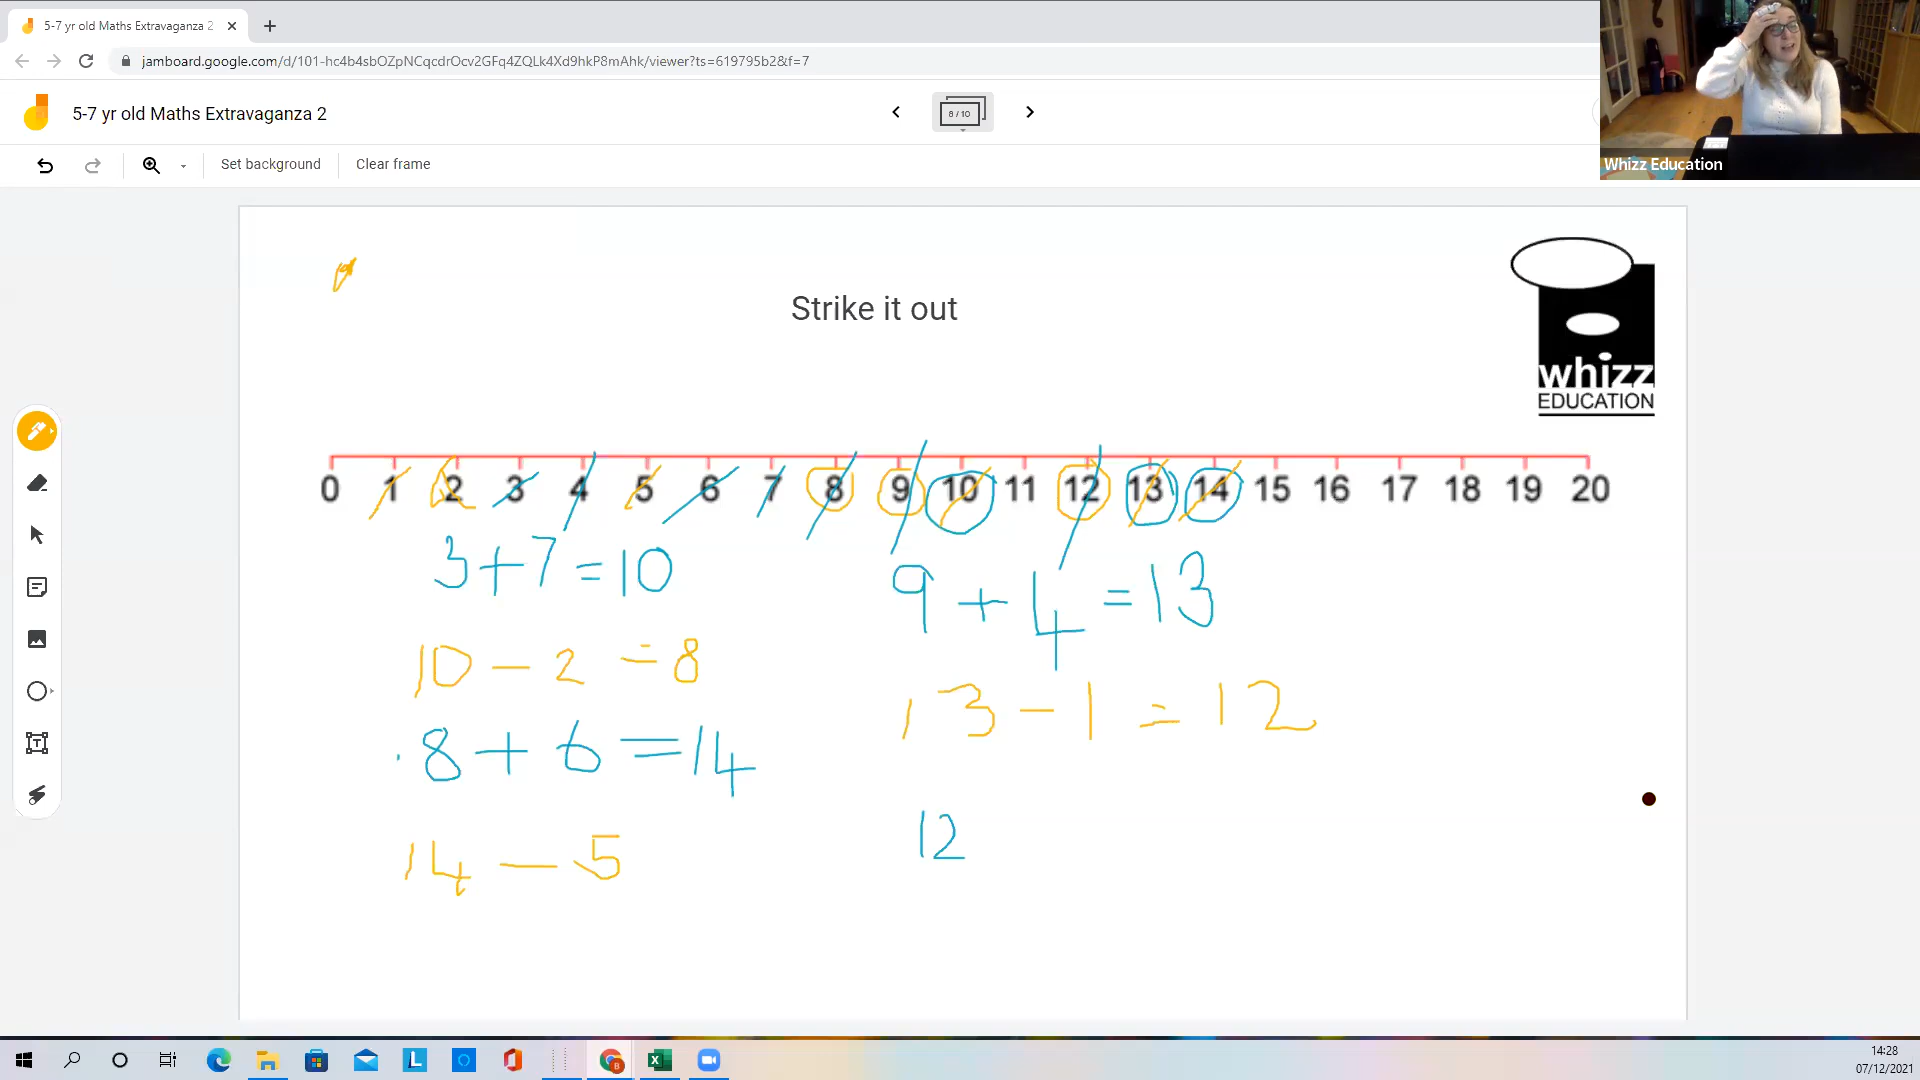 5-7 yr old Maths Extravaganza 2
jamboard.google.com/d/101-hc4b4sbOZpNCqcdrOcv2GFq4ZQLk4Xd9hkP8mAhk/viewer?ts=619795b2&f=7
5-7 yr old Maths Extravaganza 2
8 / 10
Set background
Clear frame
Whizz Education
Strike it out
whizz
EDUCATION
0 1 2 3 4 5 6 7 8 9 10 11 12 13 14 15 16 17 18 19 20
3+7=10
10-2=8
8+6=14
14-5
9+4=13
13-1=12
12
14:28
07/12/2021